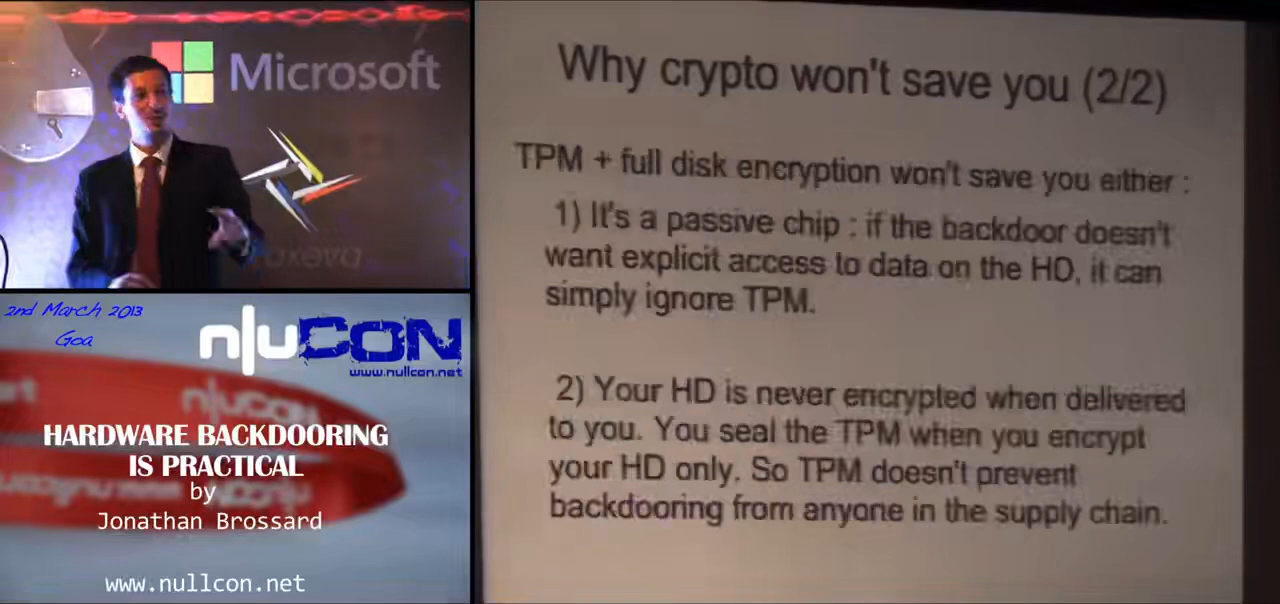 Microsoft
2nd March 2013
Goa
n|u CON
www.nullcon.net
HARDWARE BACKDOORING
IS PRACTICAL
by
Jonathan Brossard
www.nullcon.net
Why crypto won't save you (2/2)
TPM + full disk encryption won't save you either :
1) It's a passive chip : if the backdoor doesn't
want explicit access to data on the HD, it can
simply ignore TPM.
2) Your HD is never encrypted when delivered
to you. You seal the TPM when you encrypt
your HD only. So TPM doesn't prevent
backdooring from anyone in the supply chain.